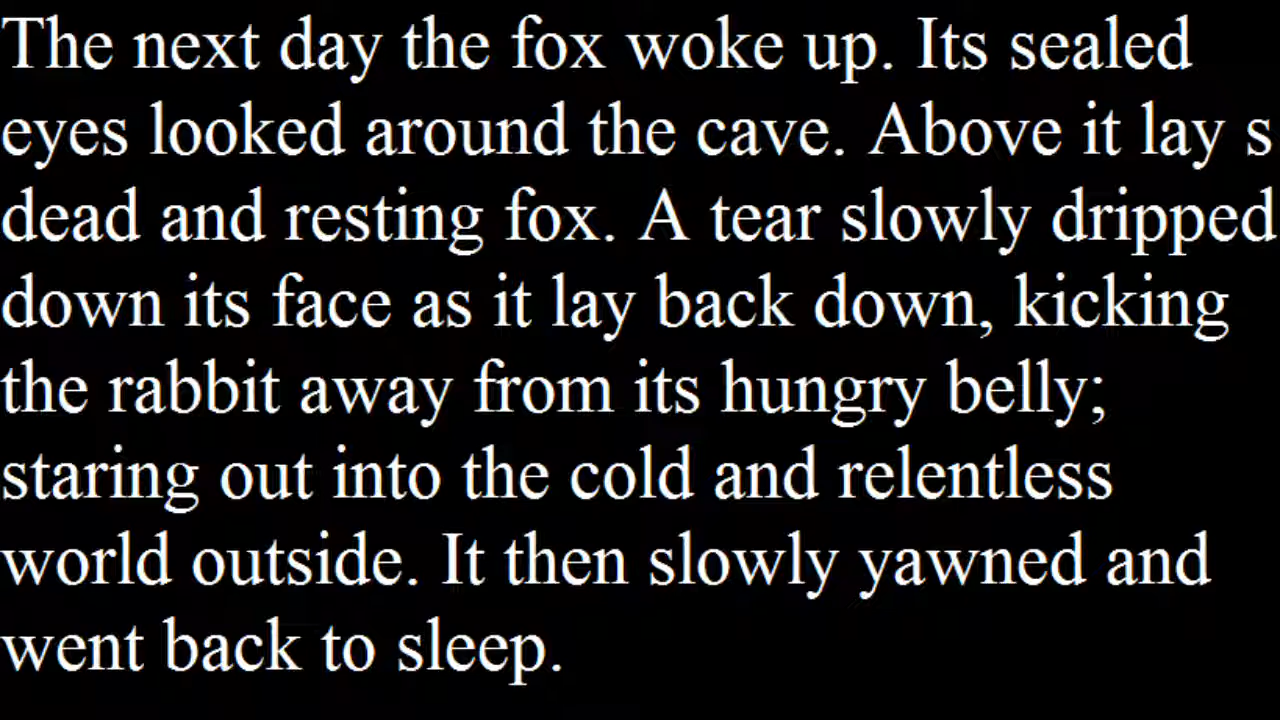 The next day the fox woke up. Its sealed
eyes looked around the cave. Above it lay s
dead and resting fox. A tear slowly dripped
down its face as it lay back down, kicking
the rabbit away from its hungry belly;
staring out into the cold and relentless
world outside. It then slowly yawned and
went back to sleep.